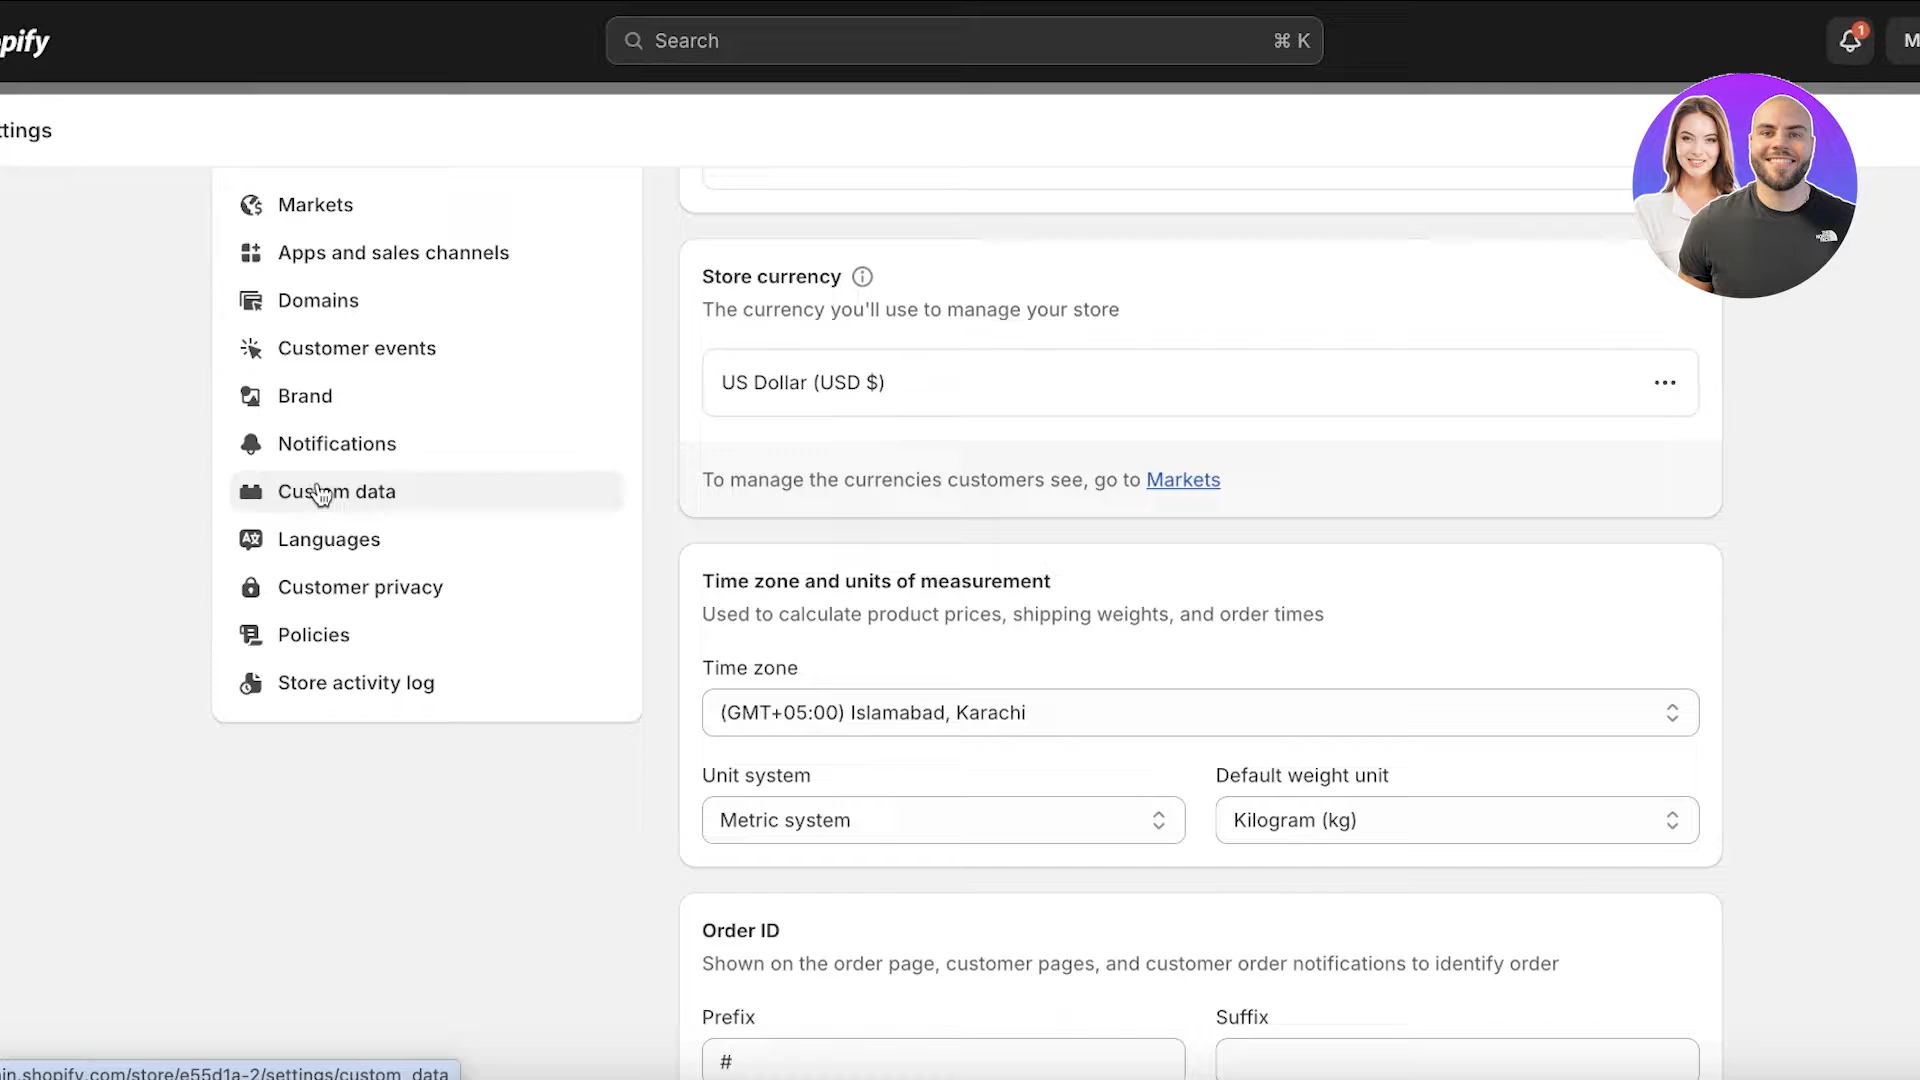 pify
Search
⌘ K
1
M
ttings
Markets
Apps and sales channels
Domains
Customer events
Brand
Notifications
Custom data
Languages
Customer privacy
Policies
Store activity log
Store currency
The currency you'll use to manage your store
US Dollar (USD $)
To manage the currencies customers see, go to Markets
Time zone and units of measurement
Used to calculate product prices, shipping weights, and order times
Time zone
(GMT+05:00) Islamabad, Karachi
Unit system
Default weight unit
Metric system
Kilogram (kg)
Order ID
Shown on the order page, customer pages, and customer order notifications to identify order
Prefix
Suffix
#
in.shopify.com/store/e55d1a-2/settings/custom_data